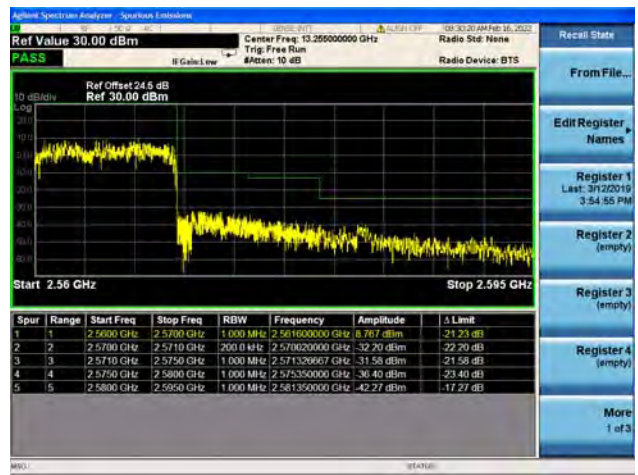 Agilent Spectrum Analyzer - Spurious Emissions
RF 50 Ω AC SENSE:INT ALIGN OFF 08:30:20 AM Feb 16, 2022
Ref Value 30.00 dBm Center Freq: 13.255000000 GHz Radio Std: None
Trig: Free Run
PASS IFGain:Low #Atten: 10 dB Radio Device: BTS
Ref Offset 24.5 dB
10 dB/div Ref 30.00 dBm
Log
Start 2.56 GHz Stop 2.595 GHz
Spur Range Start Freq Stop Freq RBW Frequency Amplitude Δ Limit
1 1 2.5600 GHz 2.5700 GHz 1.000 MHz 2.561600000 GHz 8.767 dBm -21.23 dB
2 2 2.5700 GHz 2.5710 GHz 200.0 kHz 2.570020000 GHz -32.20 dBm -22.20 dB
3 3 2.5710 GHz 2.5750 GHz 1.000 MHz 2.571326667 GHz -31.58 dBm -21.58 dB
4 4 2.5750 GHz 2.5800 GHz 1.000 MHz 2.575350000 GHz -36.40 dBm -23.40 dB
5 5 2.5800 GHz 2.5950 GHz 1.000 MHz 2.581350000 GHz -42.27 dBm -17.27 dB
MSG STATUS
Recall State
From File...
Edit Register
Names
Register 1
Last: 3/12/2019
3:54:55 PM
Register 2
(empty)
Register 3
(empty)
Register 4
(empty)
More
1 of 3